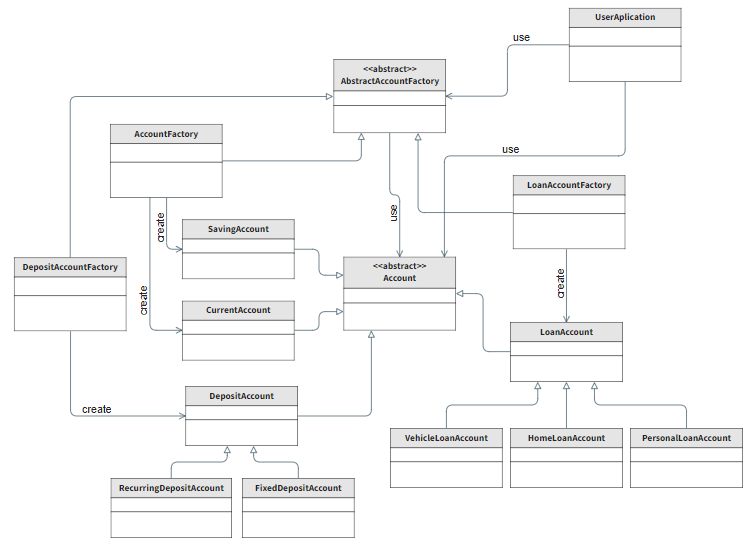 UserAplication
use
<<abstract>>
AbstractAccountFactory
AccountFactory
use
LoanAccountFactory
create
use
SavingAccount
<<abstract>>
Account
DepositAccountFactory
create
create
CurrentAccount
LoanAccount
DepositAccount
create
VehicleLoanAccount
HomeLoanAccount
PersonalLoanAccount
RecurringDepositAccount
FixedDepositAccount